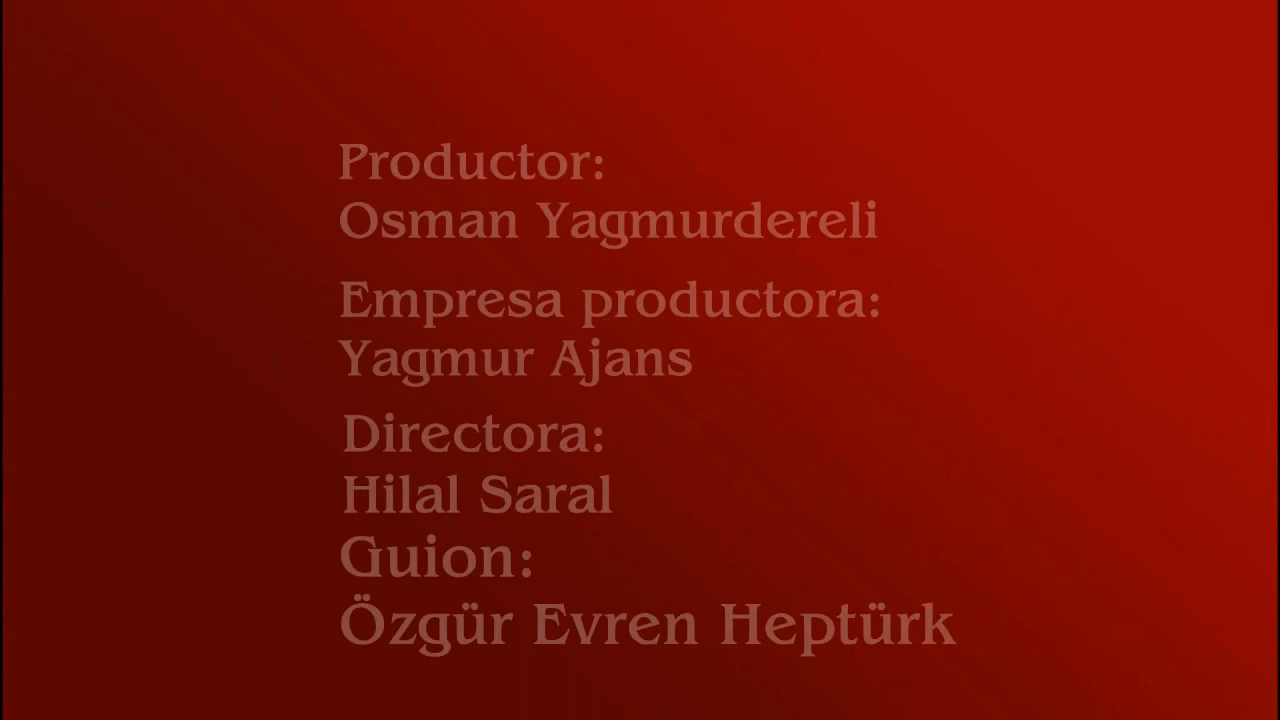 Productor:
Osman Yagmurdereli
Empresa productora:
Yagmur Ajans
Directora:
Hilal Saral
Guion:
Özgür Evren Heptürk